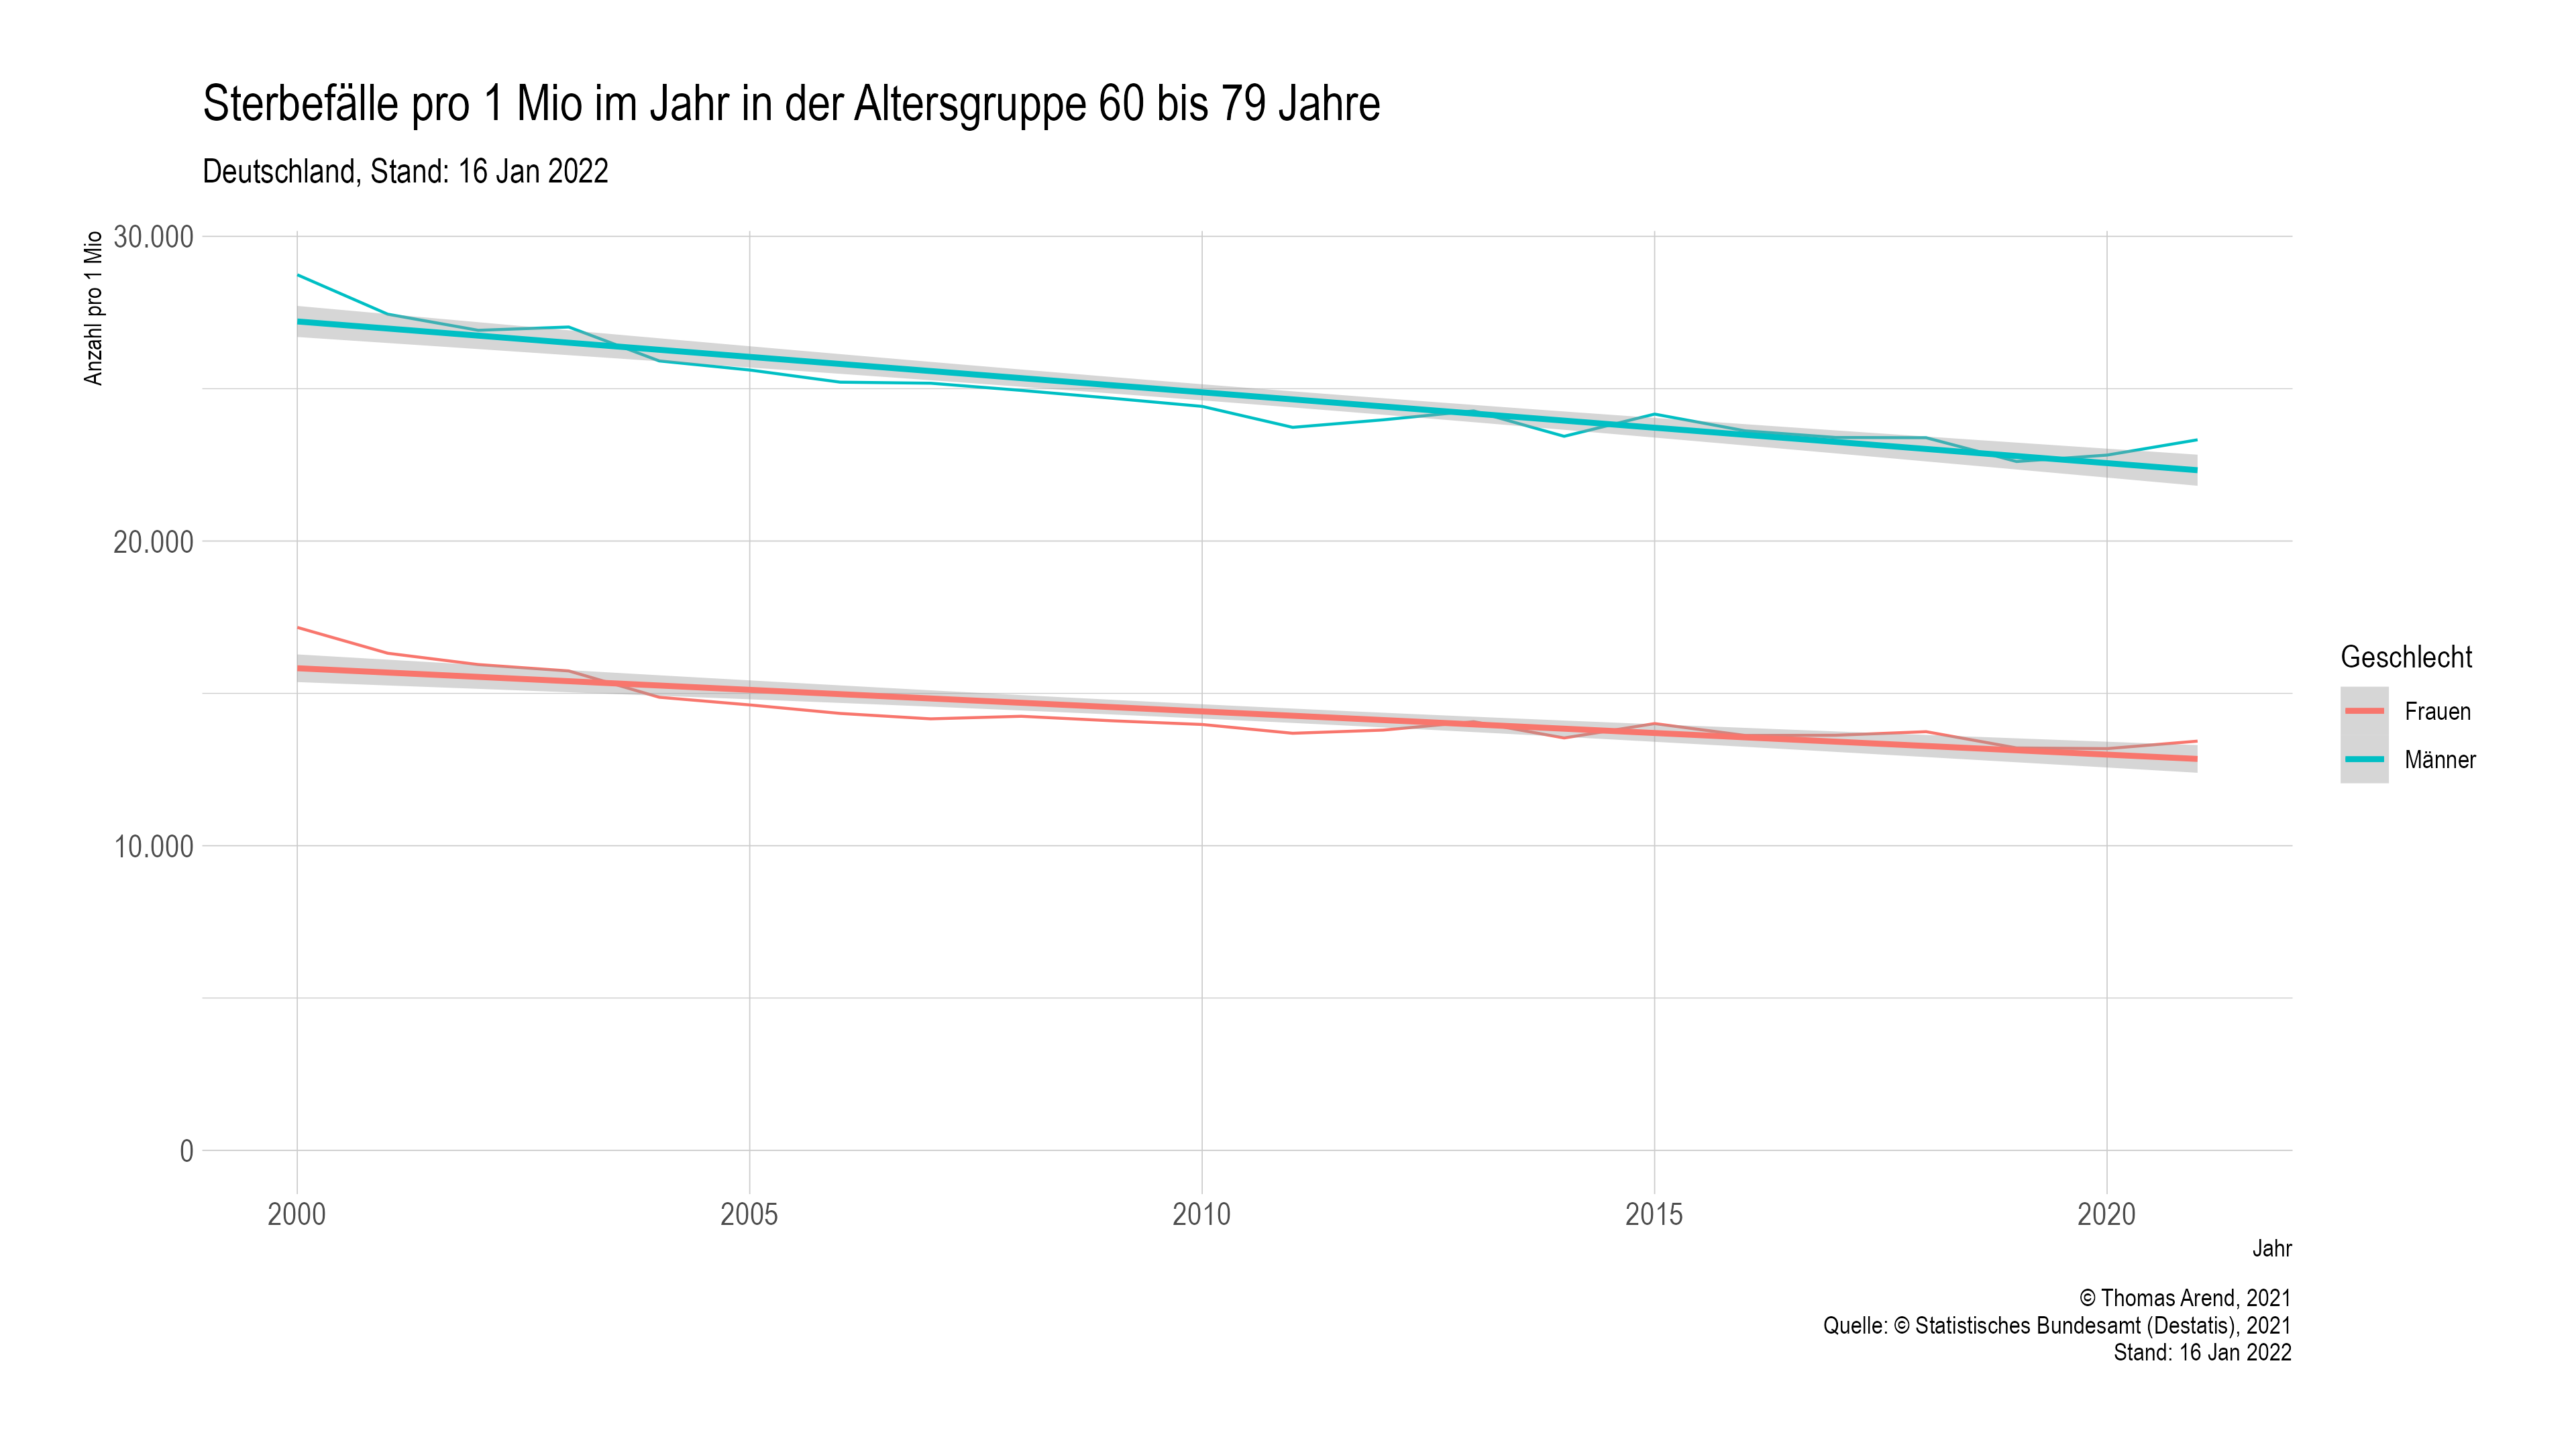 Sterbefälle pro 1 Mio im Jahr in der Altersgruppe 60 bis 79 Jahre
Deutschland, Stand: 16 Jan 2022
Anzahl pro 1 Mio
30.000
20.000
10.000
0
2000
2005
2010
2015
2020
Jahr
Geschlecht
Frauen
Männer
© Thomas Arend, 2021
Quelle: © Statistisches Bundesamt (Destatis), 2021
Stand: 16 Jan 2022